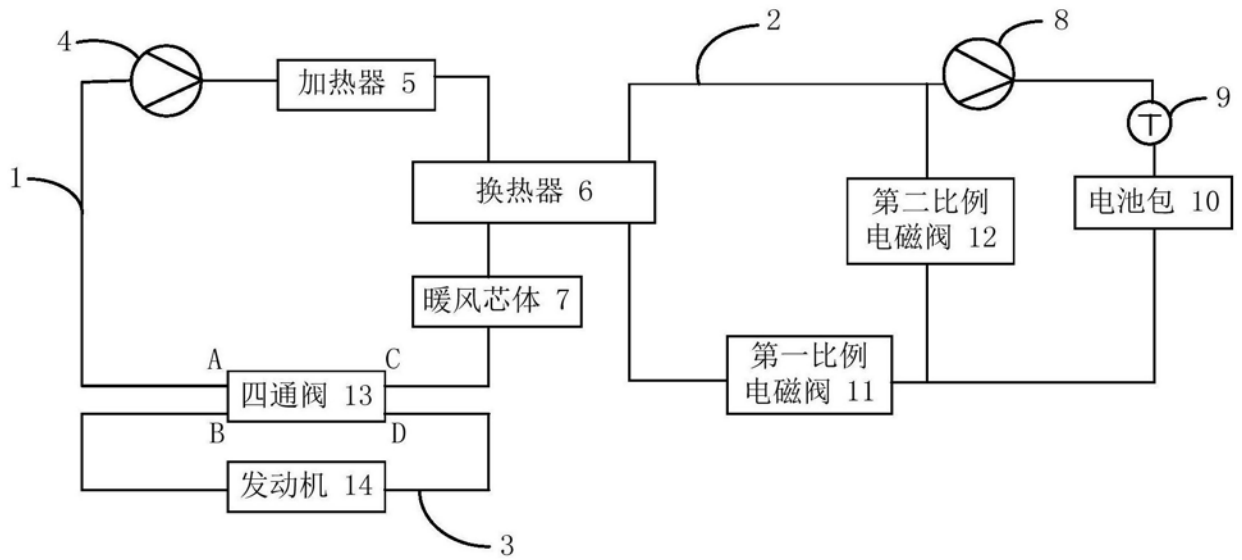 4
加热器 5
2
8
9
T
1
换热器 6
第二比例
电磁阀 12
电池包 10
暖风芯体 7
A
C
四通阀 13
B
D
第一比例
电磁阀 11
发动机 14
3